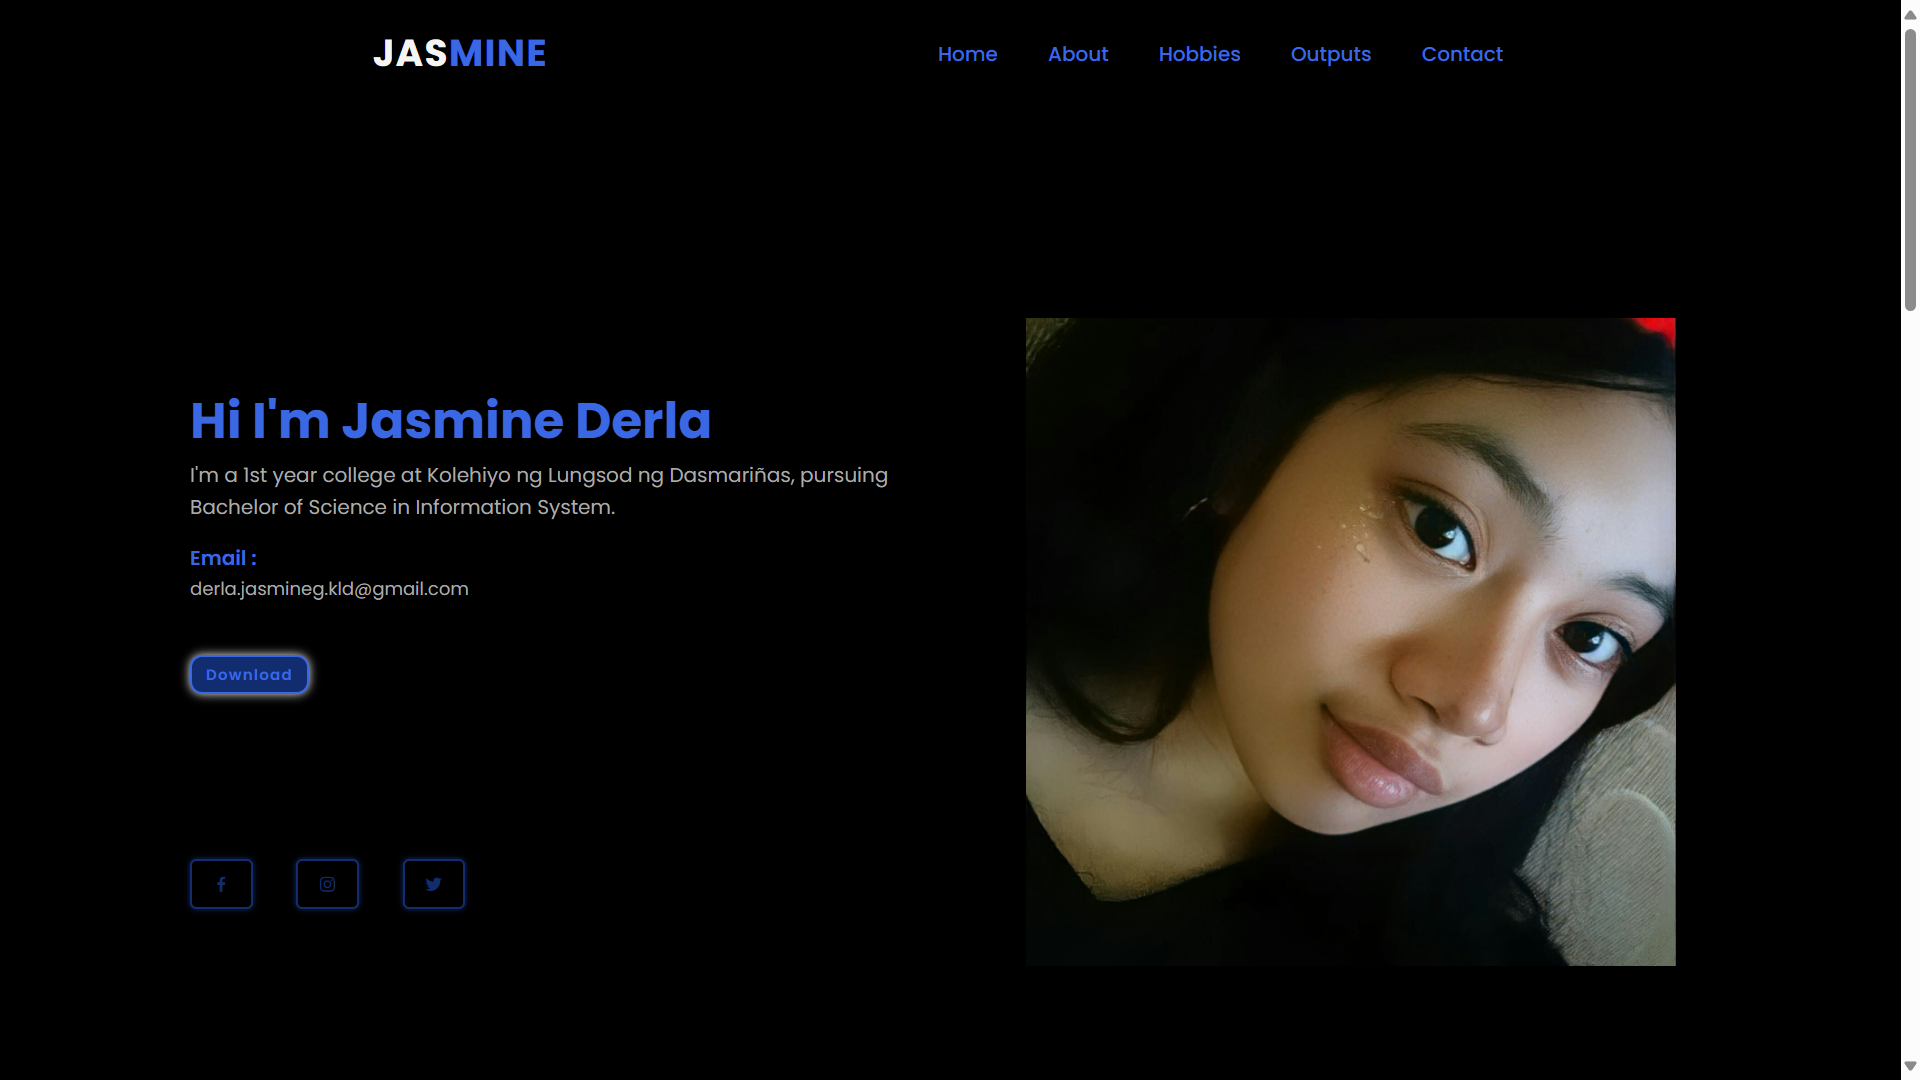 JASMINE
Home
About
Hobbies
Outputs
Contact
Hi I'm Jasmine Derla
I'm a 1st year college at Kolehiyo ng Lungsod ng Dasmariñas, pursuing
Bachelor of Science in Information System.
Email :
derla.jasmineg.kld@gmail.com
Download